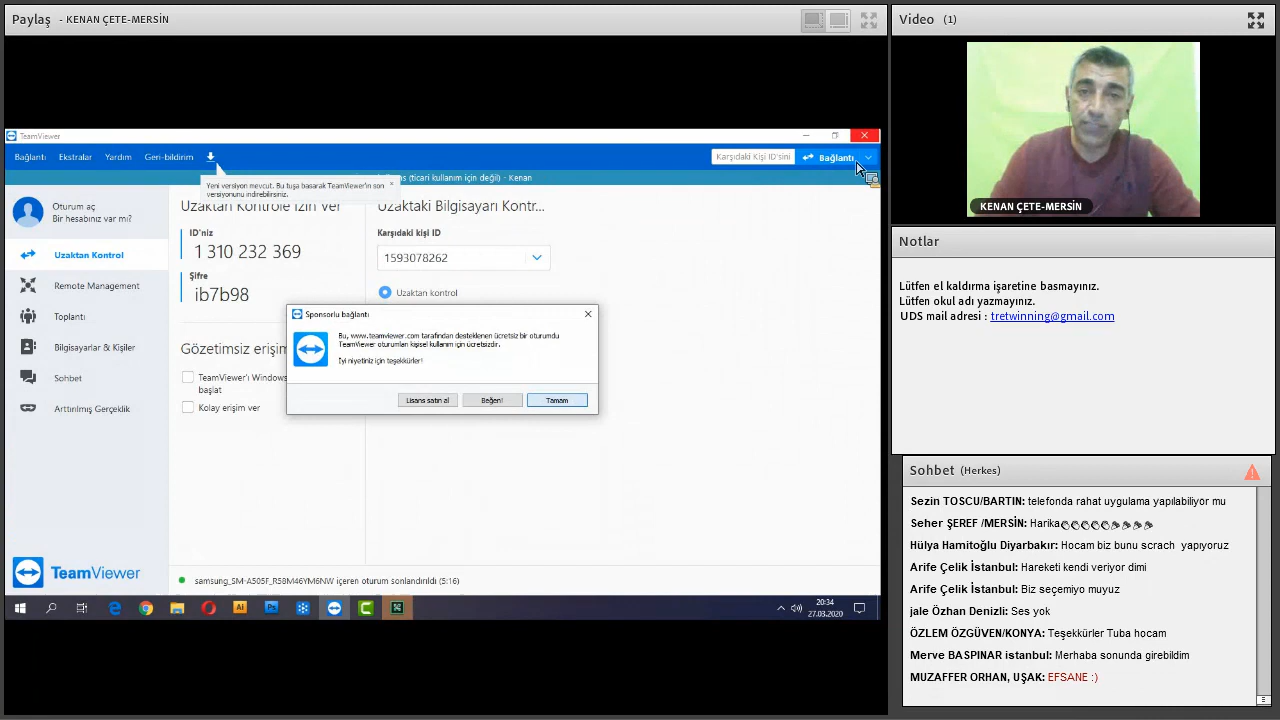 Paylaş - KENAN ÇETE-MERSİN
TeamViewer
Bağlantı Ekstralar Yardım Geri-bildirim
Karşıdaki Kişi ID'sini
Bağlantı
Yeni versiyon mevcut. Bu tuşa basarak TeamViewer'in son
versiyonunu indirebilirsiniz.
(ticari kullanım için değil) - Kenan
Oturum aç
Bir hesabınız var mı?
Uzaktan Kontrol
Remote Management
Toplantı
Bilgisayarlar & Kişiler
Sohbet
Arttırılmış Gerçeklik
TeamViewer
Uzaktan Kontrole İzin Ver
ID'niz
1 310 232 369
Şifre
ib7b98
Gözetimsiz erişim
TeamViewer'ı Windows
başlat
Kolay erişim ver
Uzaktaki Bilgisayarı Kontr...
Karşıdaki kişi ID
1593078262
Uzaktan kontrol
Sponsorlu bağlantı
Bu, www.teamviewer.com tarafından desteklenen ücretsiz bir oturumdu
TeamViewer oturumları kişisel kullanım için ücretsizdir.
İyi niyetiniz için teşekkürler!
Lisans satın al
Beğen!
Tamam
samsung_SM-A505F_R58M46YM6NW içeren oturum sonlandırıldı (5:16)
20:34
27.03.2020
Video (1)
KENAN ÇETE-MERSİN
Notlar
Lütfen el kaldırma işaretine basmayınız.
Lütfen okul adı yazmayınız.
UDS mail adresi : tretwinning@gmail.com
Sohbet (Herkes)
Sezin TOSCU/BARTIN: telefonda rahat uygulama yapılabiliyor mu
Seher ŞEREF /MERSİN: Harika
Hülya Hamitoğlu Diyarbakır: Hocam biz bunu scrach yapıyoruz
Arife Çelik İstanbul: Hareketi kendi veriyor dimi
Arife Çelik İstanbul: Biz seçemiyo muyuz
jale Özhan Denizli: Ses yok
ÖZLEM ÖZGÜVEN/KONYA: Teşekkürler Tuba hocam
Merve BASPINAR istanbul: Merhaba sonunda girebildim
MUZAFFER ORHAN, UŞAK: EFSANE :)